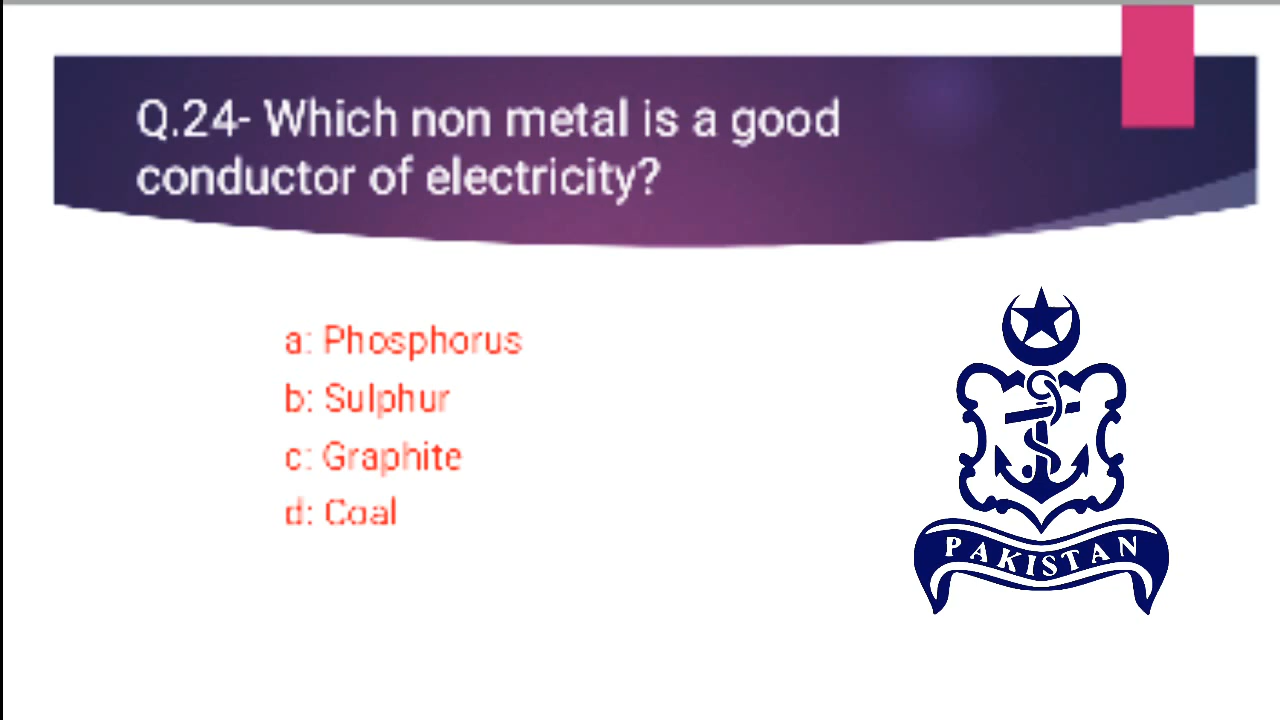 Q.24- Which non metal is a good
conductor of electricity?
a: Phosphorus
b: Sulphur
c: Graphite
d: Coal
PAKISTAN